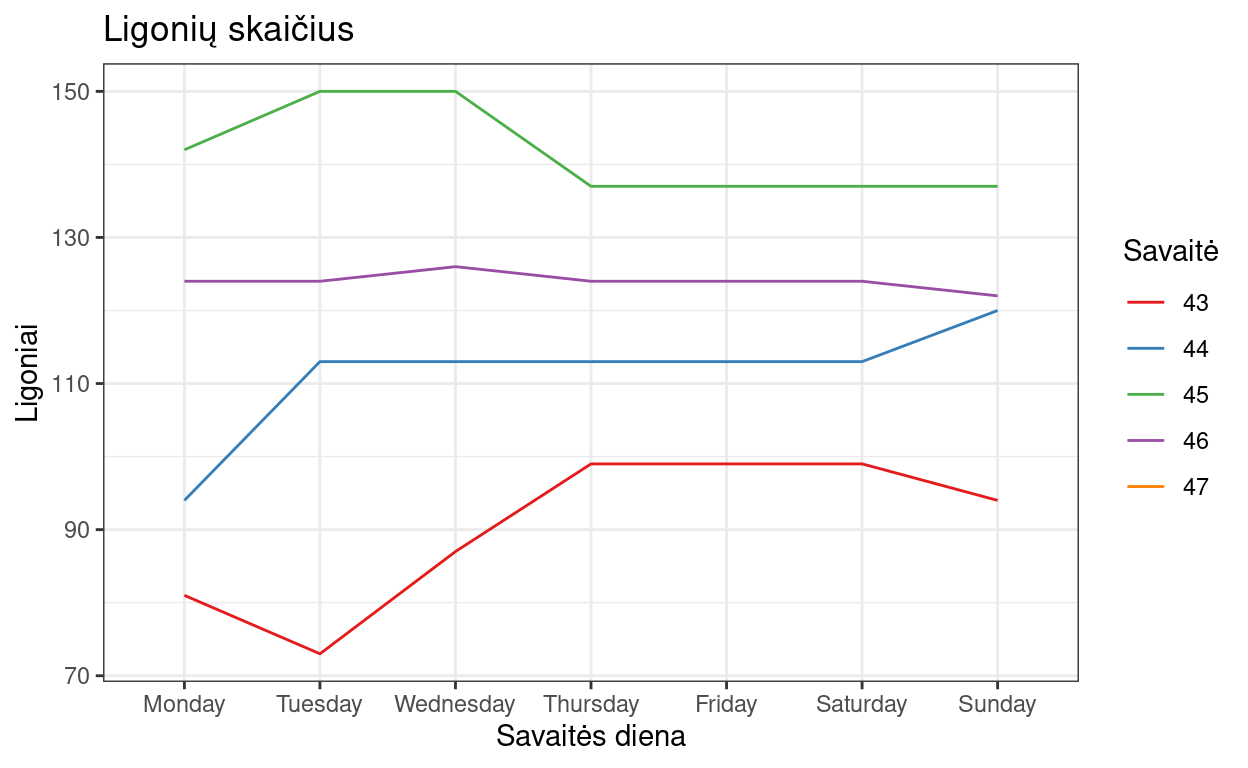 Ligonių skaičius
150
130
110
90
70
Ligoniai
Monday Tuesday Wednesday Thursday Friday Saturday Sunday
Savaitės diena
Savaitė
43
44
45
46
47